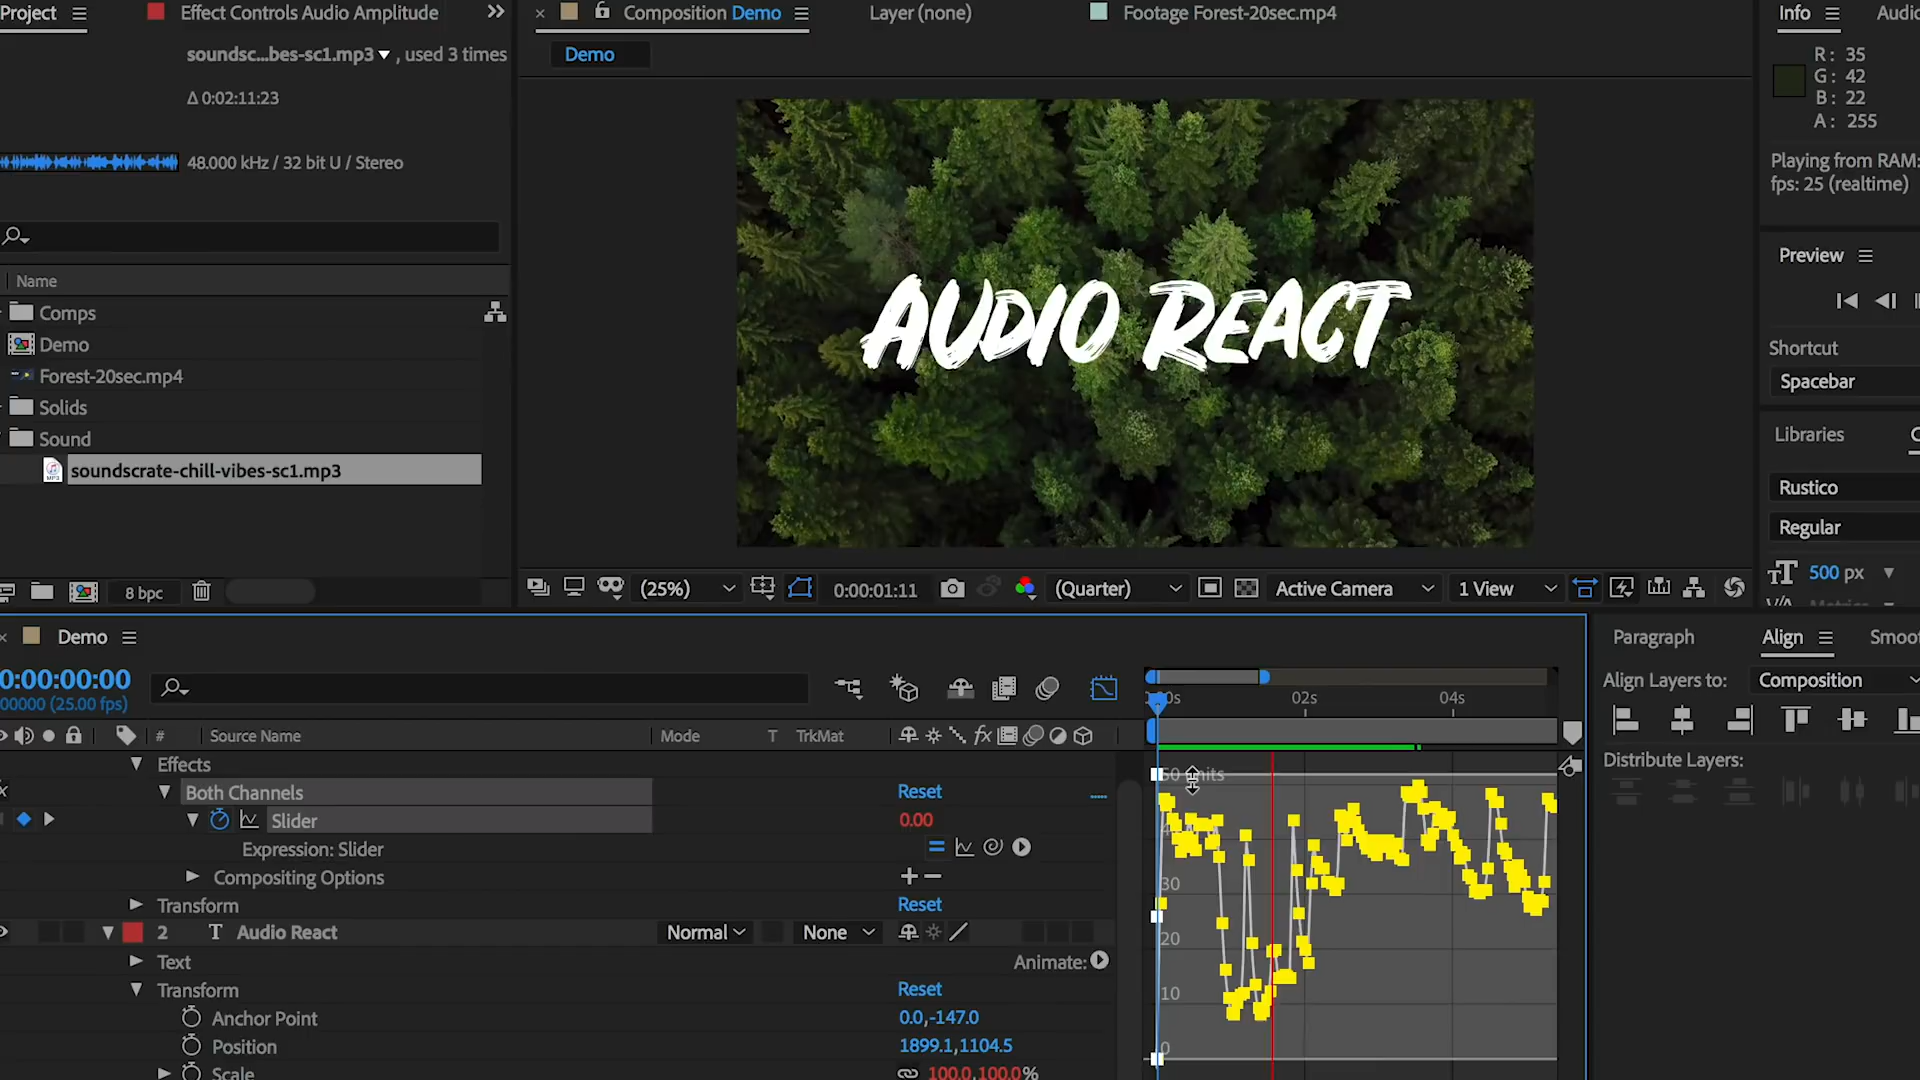 Project
Effect Controls Audio Amplitude
soundsc...bes-sc1.mp3 , used 3 times
Δ 0:02:11:23
48.000 kHz / 32 bit U / Stereo
Name
Comps
Demo
Forest-20sec.mp4
Solids
Sound
soundscrate-chill-vibes-sc1.mp3
8 bpc
Composition Demo
Layer (none)
Footage Forest-20sec.mp4
Demo
AUDIO REACT
(25%)
0:00:01:11
(Quarter)
Active Camera
1 View
Info
Audio
R: 35
G: 42
B: 22
A: 255
Playing from RAM:
fps: 25 (realtime)
Preview
Shortcut
Spacebar
Libraries
Rustico
Regular
500 px
Metrics
Demo
0:00:00:00
00000 (25.00 fps)
# Source Name Mode T TrkMat
Effects
Both Channels Reset
Slider 0.00
Expression: Slider
Compositing Options
Transform Reset
2 T Audio React Normal None
Text Animate:
Transform Reset
Anchor Point 0.0,-147.0
Position 1899.1,1104.5
Scale 100.0,100.0%
02s
04s
30
20
10
0
Paragraph
Align
Smoo
Align Layers to: Composition
Distribute Layers: